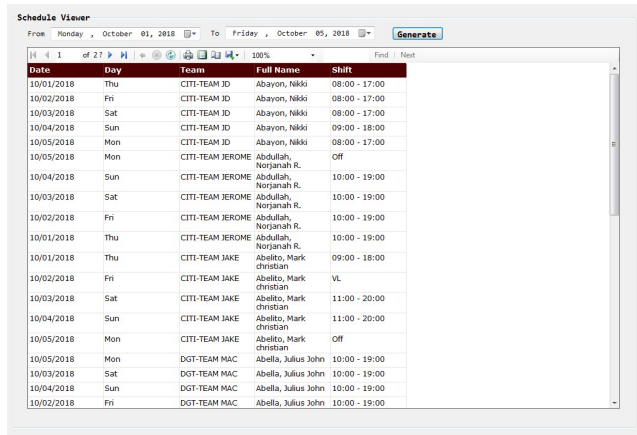 Schedule Viewer
From Monday , October 01, 2018 To Friday , October 05, 2018 Generate
1 of 2? 100% Find | Next
Date Day Team Full Name Shift
10/01/2018 Thu CITI-TEAM JD Abayon, Nikki 08:00 - 17:00
10/02/2018 Fri CITI-TEAM JD Abayon, Nikki 08:00 - 17:00
10/03/2018 Sat CITI-TEAM JD Abayon, Nikki 08:00 - 17:00
10/04/2018 Sun CITI-TEAM JD Abayon, Nikki 09:00 - 18:00
10/05/2018 Mon CITI-TEAM JD Abayon, Nikki 08:00 - 17:00
10/05/2018 Mon CITI-TEAM JEROME Abdullah, Off
Norjanah R.
10/04/2018 Sun CITI-TEAM JEROME Abdullah, 10:00 - 19:00
Norjanah R.
10/03/2018 Sat CITI-TEAM JEROME Abdullah, 10:00 - 19:00
Norjanah R.
10/02/2018 Fri CITI-TEAM JEROME Abdullah, 10:00 - 19:00
Norjanah R.
10/01/2018 Thu CITI-TEAM JEROME Abdullah, 10:00 - 19:00
Norjanah R.
10/01/2018 Thu CITI-TEAM JAKE Abelito, Mark 09:00 - 18:00
christian
10/02/2018 Fri CITI-TEAM JAKE Abelito, Mark VL
christian
10/03/2018 Sat CITI-TEAM JAKE Abelito, Mark 11:00 - 20:00
christian
10/04/2018 Sun CITI-TEAM JAKE Abelito, Mark 11:00 - 20:00
christian
10/05/2018 Mon CITI-TEAM JAKE Abelito, Mark Off
christian
10/05/2018 Mon DGT-TEAM MAC Abella, Julius John 10:00 - 19:00
10/03/2018 Sat DGT-TEAM MAC Abella, Julius John 10:00 - 19:00
10/04/2018 Sun DGT-TEAM MAC Abella, Julius John 10:00 - 19:00
10/02/2018 Fri DGT-TEAM MAC Abella, Julius John 10:00 - 19:00